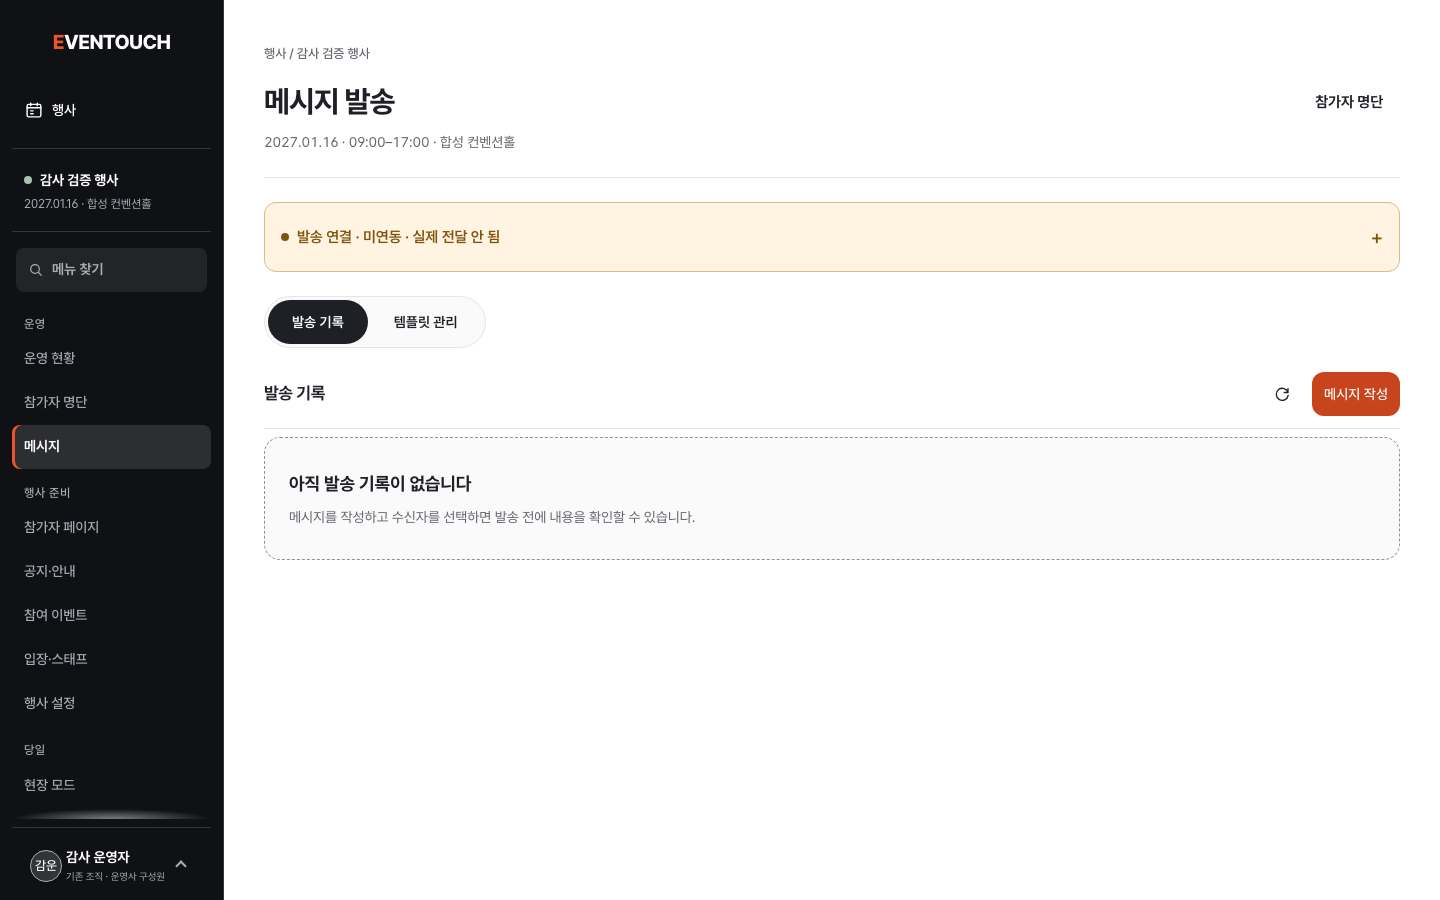 EVENTOUCH
행사
감사 검증 행사
2027.01.16 · 합성 컨벤션홀
메뉴 찾기
운영
운영 현황
참가자 명단
메시지
행사 준비
참가자 페이지
공지·안내
참여 이벤트
입장·스태프
행사 설정
당일
현장 모드
감운
감사 운영자
기존 조직 · 운영사 구성원
행사 / 감사 검증 행사
메시지 발송
참가자 명단
2027.01.16 · 09:00–17:00 · 합성 컨벤션홀
발송 연결 · 미연동 · 실제 전달 안 됨
+
발송 기록
템플릿 관리
발송 기록
메시지 작성
아직 발송 기록이 없습니다
메시지를 작성하고 수신자를 선택하면 발송 전에 내용을 확인할 수 있습니다.